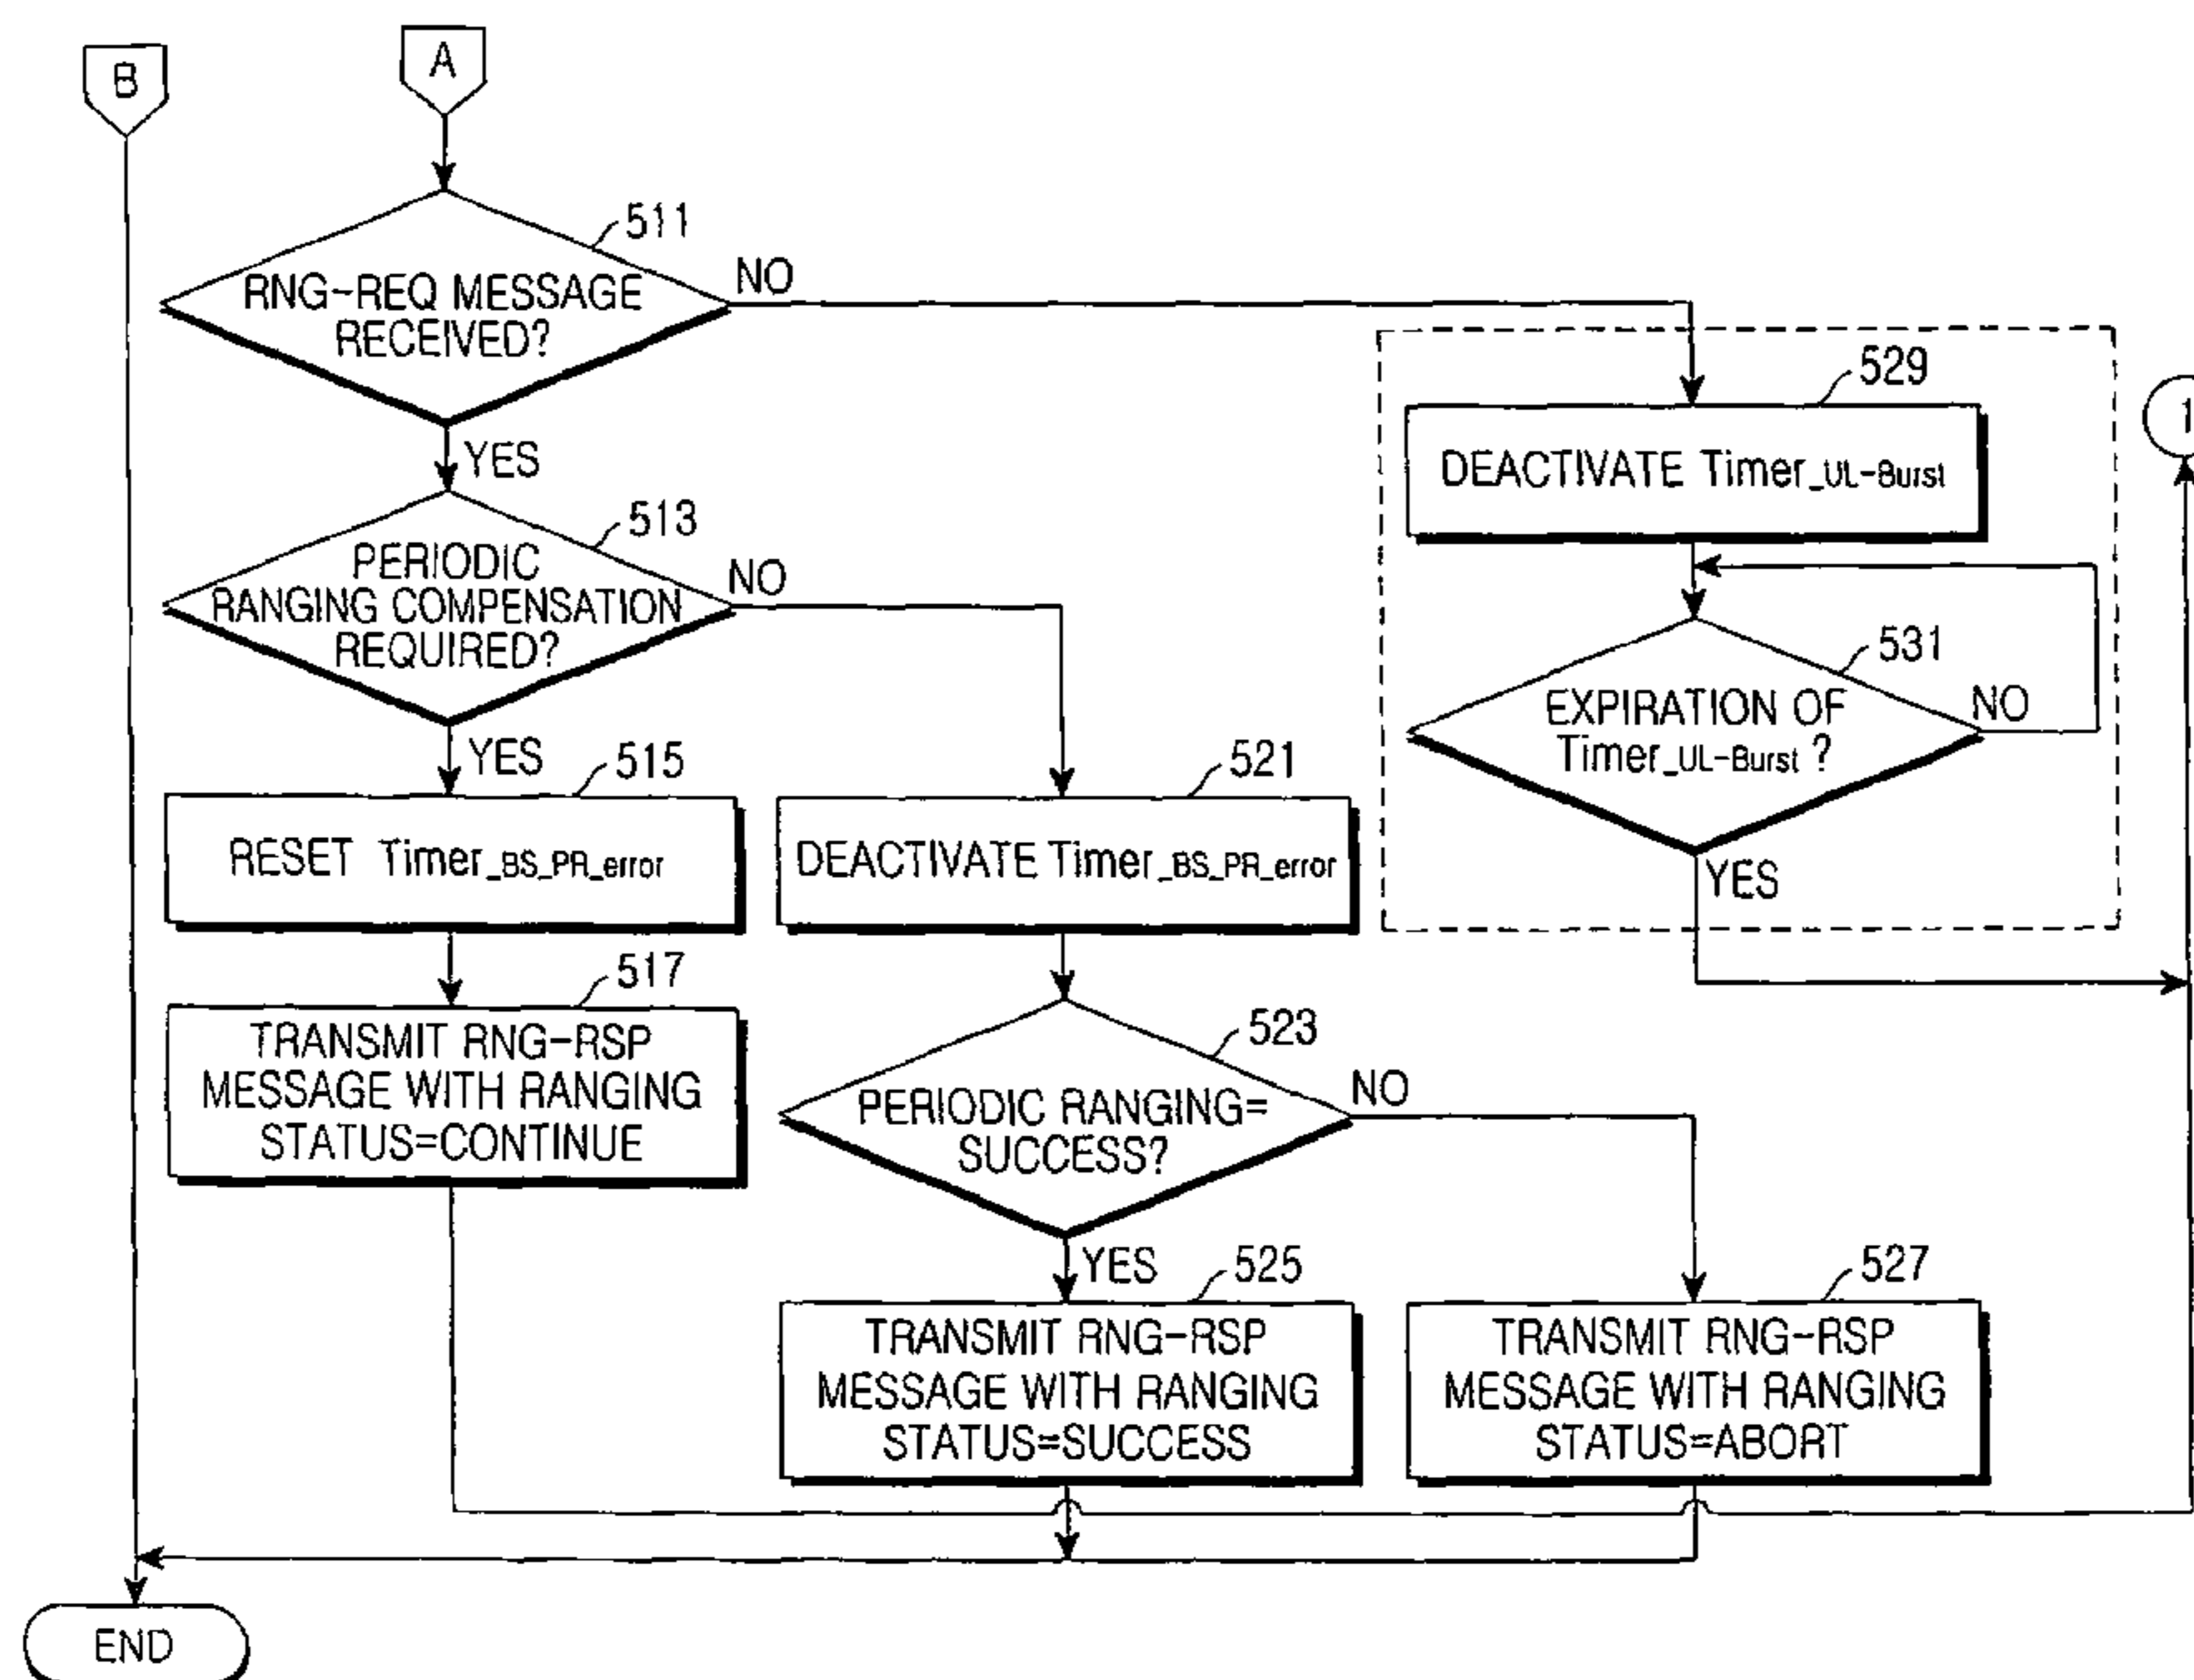 B
A
511
RNG-REQ MESSAGE
RECEIVED?
NO
YES
513
PERIODIC
RANGING COMPENSATION
REQUIRED?
NO
YES
515
RESET Timer_BS_PR_error
517
TRANSMIT RNG-RSP
MESSAGE WITH RANGING
STATUS=CONTINUE
521
DEACTIVATE Timer_BS_PR_error
523
PERIODIC RANGING=
SUCCESS?
NO
YES
525
TRANSMIT RNG-RSP
MESSAGE WITH RANGING
STATUS=SUCCESS
527
TRANSMIT RNG-RSP
MESSAGE WITH RANGING
STATUS=ABORT
529
DEACTIVATE Timer_UL-Burst
531
EXPIRATION OF
Timer_UL-Burst ?
NO
YES
1
END